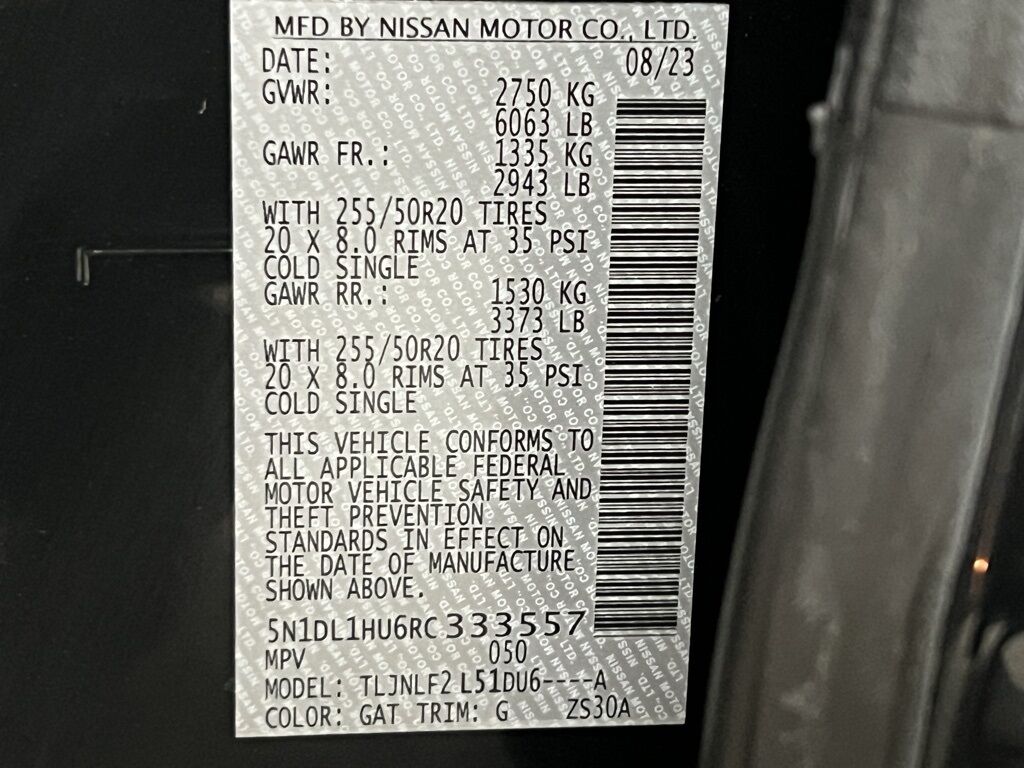 MFD BY NISSAN MOTOR CO., LTD.
DATE: 08/23
GVWR: 2750 KG
6063 LB
GAWR FR.: 1335 KG
2943 LB
WITH 255/50R20 TIRES
20 X 8.0 RIMS AT 35 PSI
COLD SINGLE
GAWR RR.: 1530 KG
3373 LB
WITH 255/50R20 TIRES
20 X 8.0 RIMS AT 35 PSI
COLD SINGLE
THIS VEHICLE CONFORMS TO
ALL APPLICABLE FEDERAL
MOTOR VEHICLE SAFETY AND
THEFT PREVENTION
STANDARDS IN EFFECT ON
THE DATE OF MANUFACTURE
SHOWN ABOVE.
5N1DL1HU6RC333557
MPV 050
MODEL: TLJNLF2 L51DU6----A
COLOR: GAT TRIM: G ZS30A